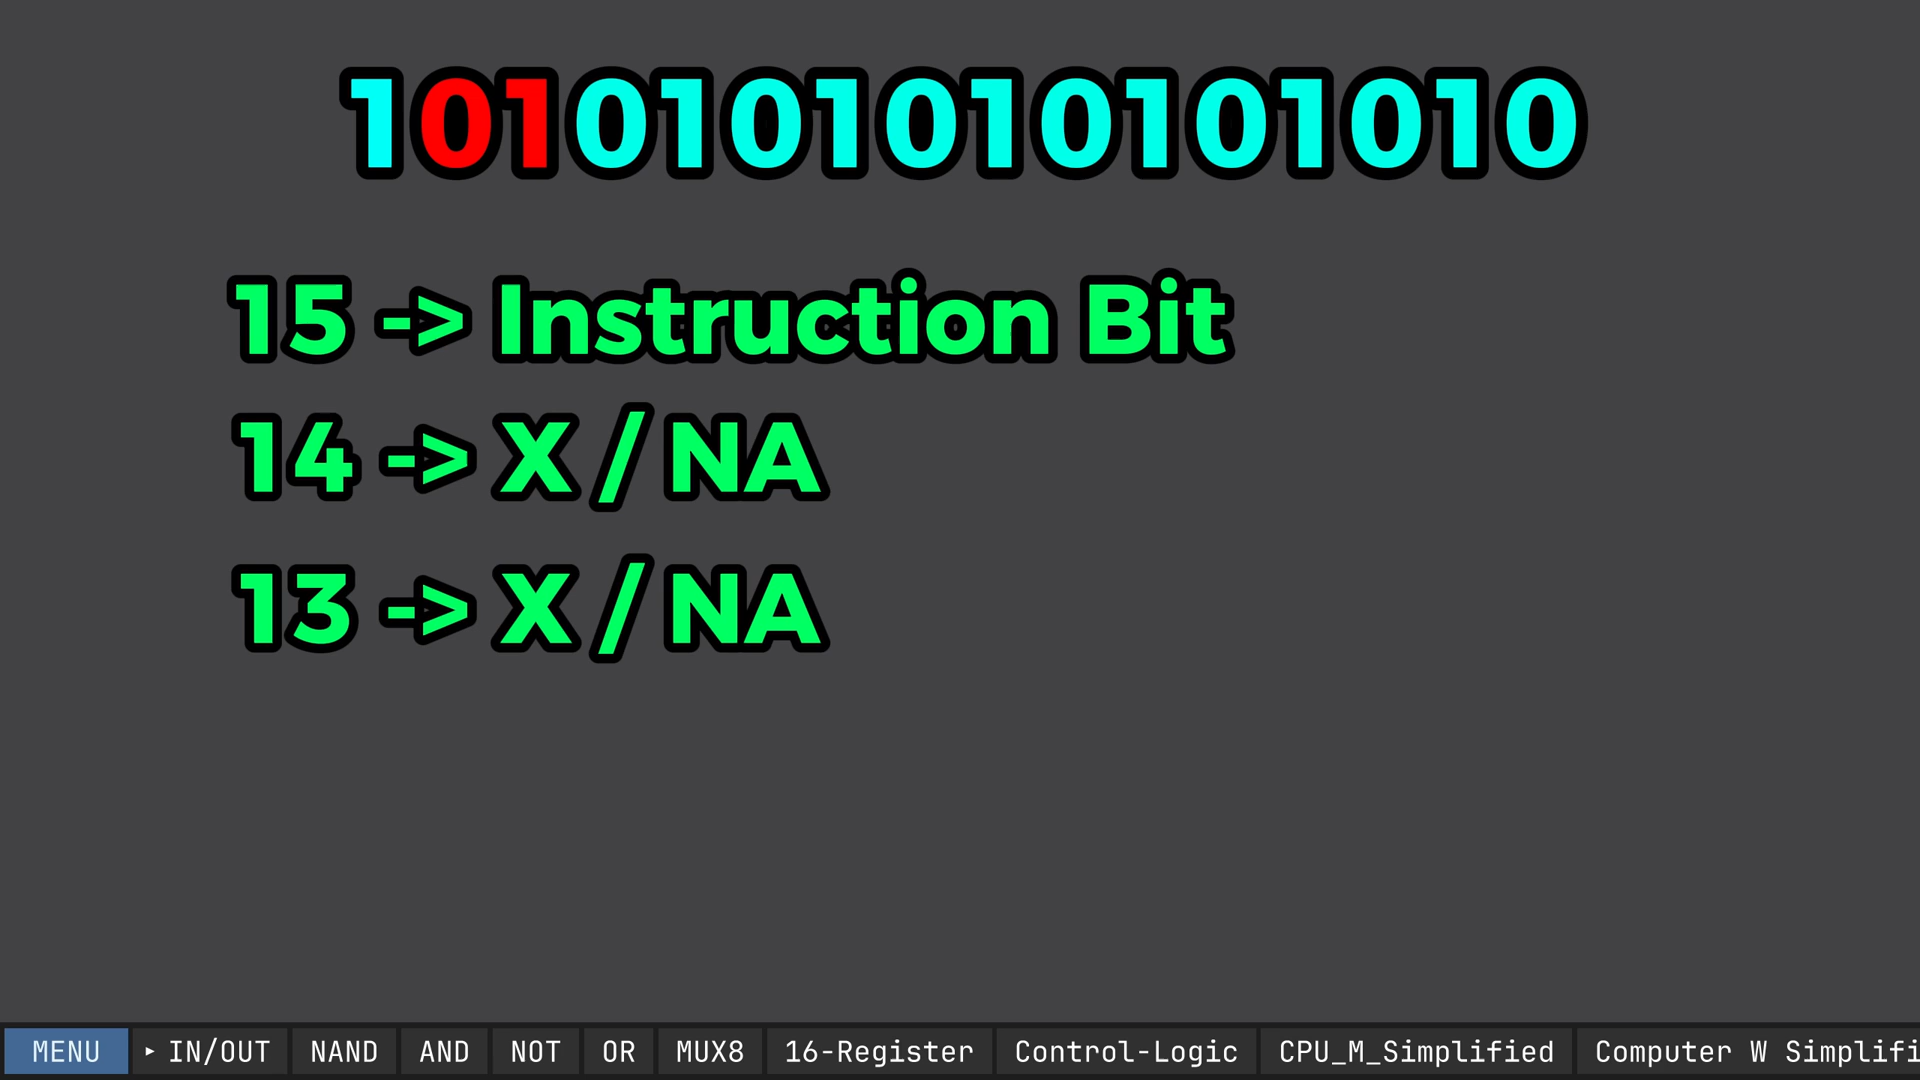 1010101010101010
15 -> Instruction Bit
14 -> X / NA
13 -> X / NA
MENU ▸ IN/OUT NAND AND NOT OR MUX8 16-Register Control-Logic CPU_M_Simplified Computer W Simplifi